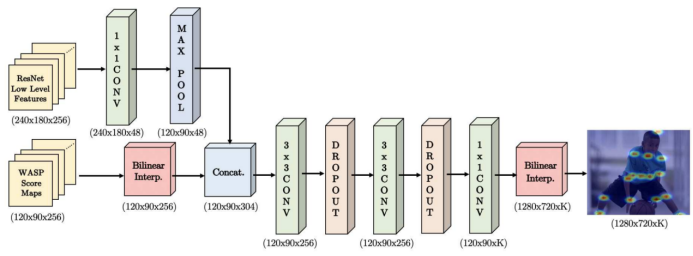 ResNet
Low Level
Features
(240x180x256)
1x1CONV
(240x180x48)
MAX POOL
(120x90x48)
WASP
Score
Maps
(120x90x256)
Bilinear
Interp.
(120x90x256)
Concat.
(120x90x304)
3x3CONV
(120x90x256)
DROPOUT
3x3CONV
(120x90x256)
DROPOUT
1x1CONV
(120x90xK)
Bilinear
Interp.
(1280x720xK)
(1280x720xK)